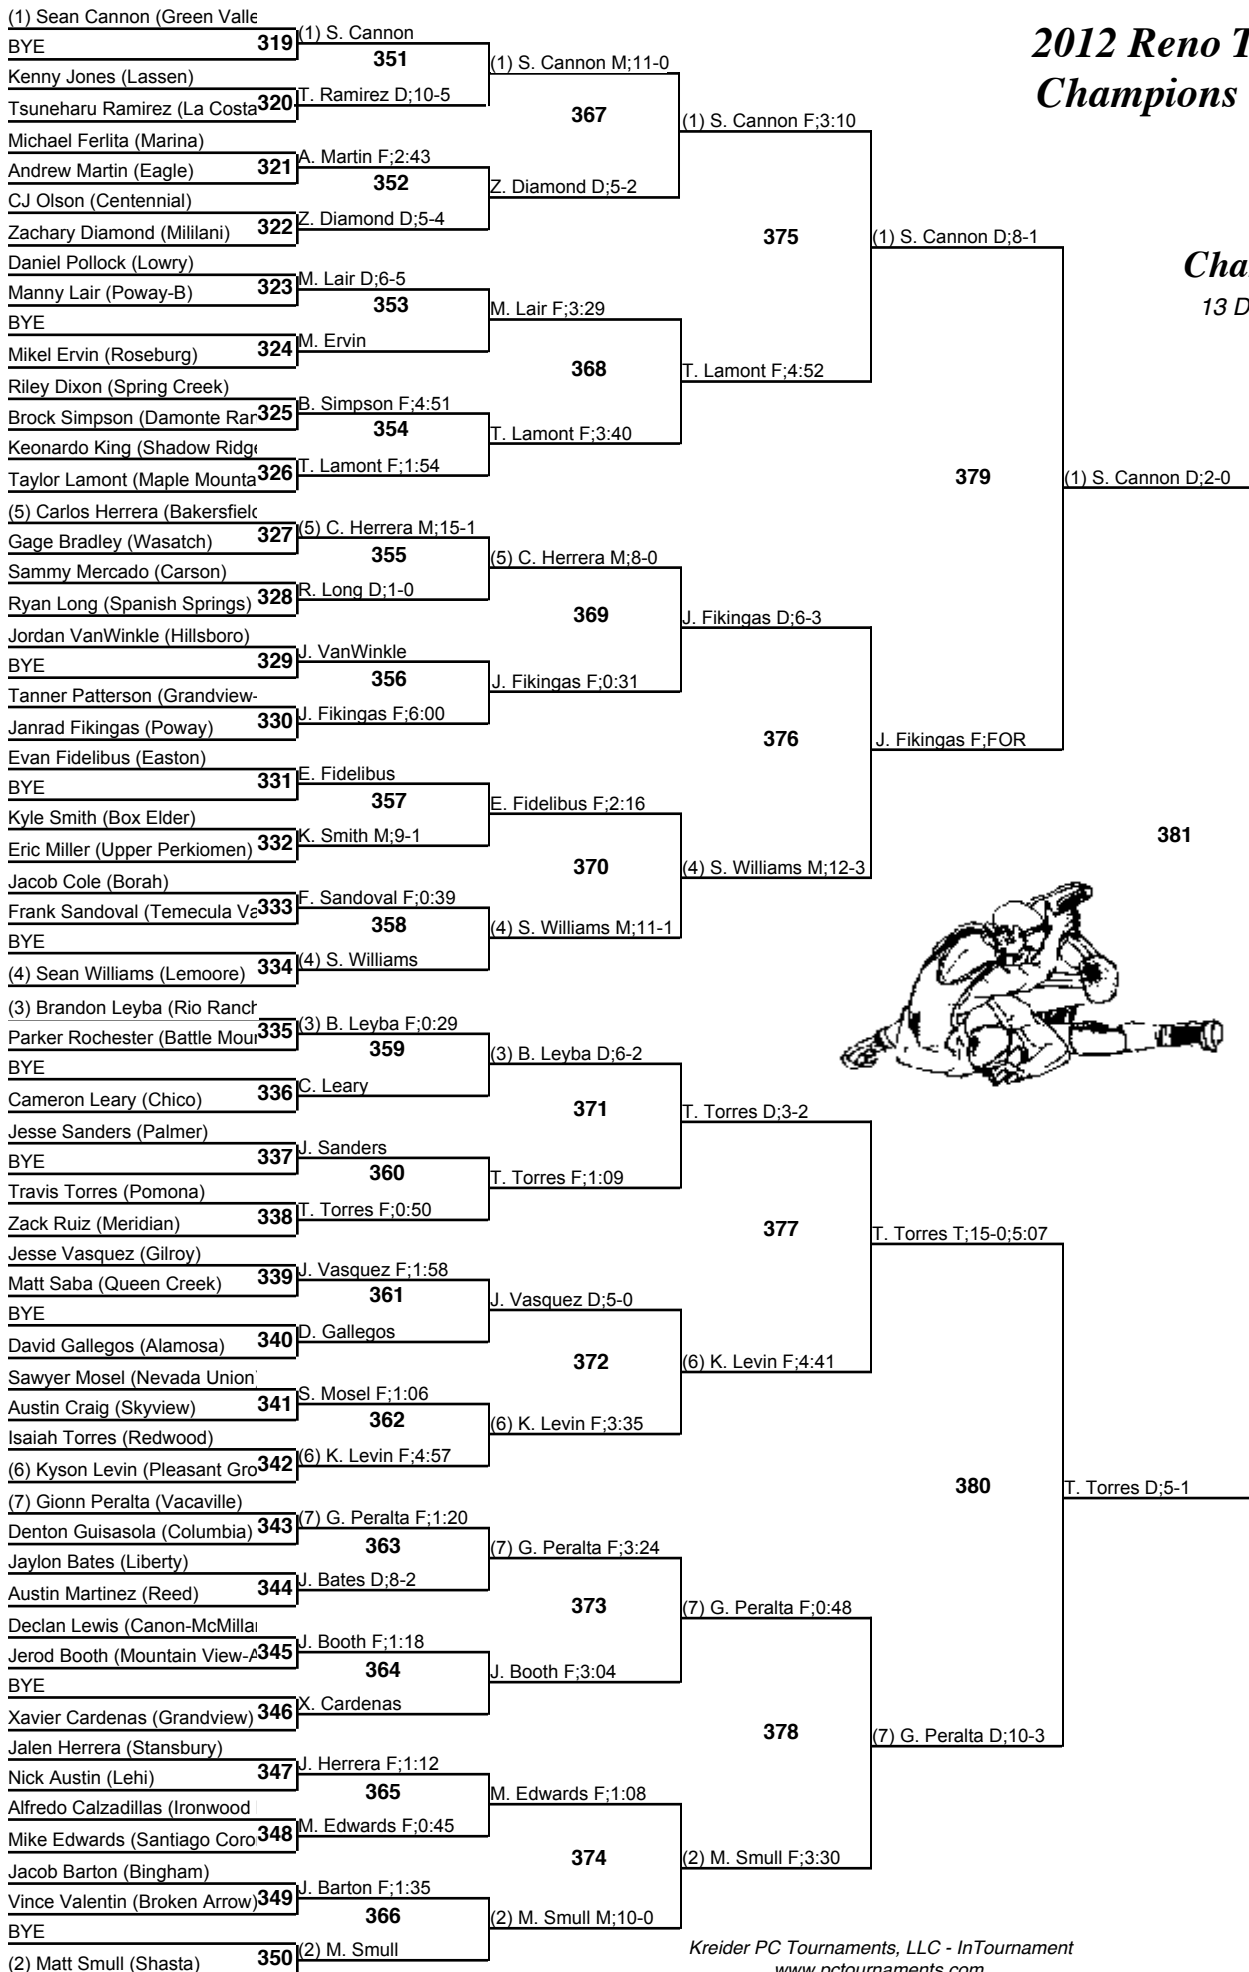 (1) Sean Cannon (Green Valle
BYE
319
Kenny Jones (Lassen)
Tsuneharu Ramirez (La Costa
320
Michael Ferlita (Marina)
Andrew Martin (Eagle)
321
CJ Olson (Centennial)
Zachary Diamond (Mililani)
322
Daniel Pollock (Lowry)
Manny Lair (Poway-B)
323
BYE
Mikel Ervin (Roseburg)
324
Riley Dixon (Spring Creek)
Brock Simpson (Damonte Ran
325
Keonardo King (Shadow Ridge
Taylor Lamont (Maple Mounta
326
(5) Carlos Herrera (Bakersfield
Gage Bradley (Wasatch)
327
Sammy Mercado (Carson)
Ryan Long (Spanish Springs)
328
Jordan VanWinkle (Hillsboro)
BYE
329
Tanner Patterson (Grandview-
Janrad Fikingas (Poway)
330
Evan Fidelibus (Easton)
BYE
331
Kyle Smith (Box Elder)
Eric Miller (Upper Perkiomen)
332
Jacob Cole (Borah)
Frank Sandoval (Temecula Va
333
BYE
(4) Sean Williams (Lemoore)
334
(3) Brandon Leyba (Rio Ranch
Parker Rochester (Battle Moun
335
BYE
Cameron Leary (Chico)
336
Jesse Sanders (Palmer)
BYE
337
Travis Torres (Pomona)
Zack Ruiz (Meridian)
338
Jesse Vasquez (Gilroy)
Matt Saba (Queen Creek)
339
BYE
David Gallegos (Alamosa)
340
Sawyer Mosel (Nevada Union)
Austin Craig (Skyview)
341
Isaiah Torres (Redwood)
(6) Kyson Levin (Pleasant Gro
342
(7) Gionn Peralta (Vacaville)
Denton Guisasola (Columbia)
343
Jaylon Bates (Liberty)
Austin Martinez (Reed)
344
Declan Lewis (Canon-McMillan
Jerod Booth (Mountain View-A
345
BYE
Xavier Cardenas (Grandview)
346
Jalen Herrera (Stansbury)
Nick Austin (Lehi)
347
Alfredo Calzadillas (Ironwood
Mike Edwards (Santiago Coro
348
Jacob Barton (Bingham)
Vince Valentin (Broken Arrow)
349
BYE
(2) Matt Smull (Shasta)
350
(1) S. Cannon
351
T. Ramirez D;10-5
A. Martin F;2:43
352
Z. Diamond D;5-4
M. Lair D;6-5
353
M. Ervin
B. Simpson F;4:51
354
T. Lamont F;1:54
(5) C. Herrera M;15-1
355
R. Long D;1-0
J. VanWinkle
356
J. Fikingas F;6:00
E. Fidelibus
357
K. Smith M;9-1
F. Sandoval F;0:39
358
(4) S. Williams
(3) B. Leyba F;0:29
359
C. Leary
J. Sanders
360
T. Torres F;0:50
J. Vasquez F;1:58
361
D. Gallegos
S. Mosel F;1:06
362
(6) K. Levin F;4:57
(7) G. Peralta F;1:20
363
J. Bates D;8-2
J. Booth F;1:18
364
X. Cardenas
J. Herrera F;1:12
365
M. Edwards F;0:45
J. Barton F;1:35
366
(2) M. Smull
(1) S. Cannon M;11-0
367
Z. Diamond D;5-2
M. Lair F;3:29
368
T. Lamont F;3:40
(5) C. Herrera M;8-0
369
J. Fikingas F;0:31
E. Fidelibus F;2:16
370
(4) S. Williams M;11-1
(3) B. Leyba D;6-2
371
T. Torres F;1:09
J. Vasquez D;5-0
372
(6) K. Levin F;3:35
(7) G. Peralta F;3:24
373
J. Booth F;3:04
M. Edwards F;1:08
374
(2) M. Smull M;10-0
(1) S. Cannon F;3:10
375
T. Lamont F;4:52
J. Fikingas D;6-3
376
(4) S. Williams M;12-3
T. Torres D;3-2
377
(6) K. Levin F;4:41
(7) G. Peralta F;0:48
378
(2) M. Smull F;3:30
(1) S. Cannon D;8-1
379
J. Fikingas F;FOR
T. Torres T;15-0;5:07
380
(7) G. Peralta D;10-3
(1) S. Cannon D;2-0
381
T. Torres D;5-1
2012 Reno T
Champions
Cha
13 D
Kreider PC Tournaments, LLC - InTournament
www.pctournaments.com